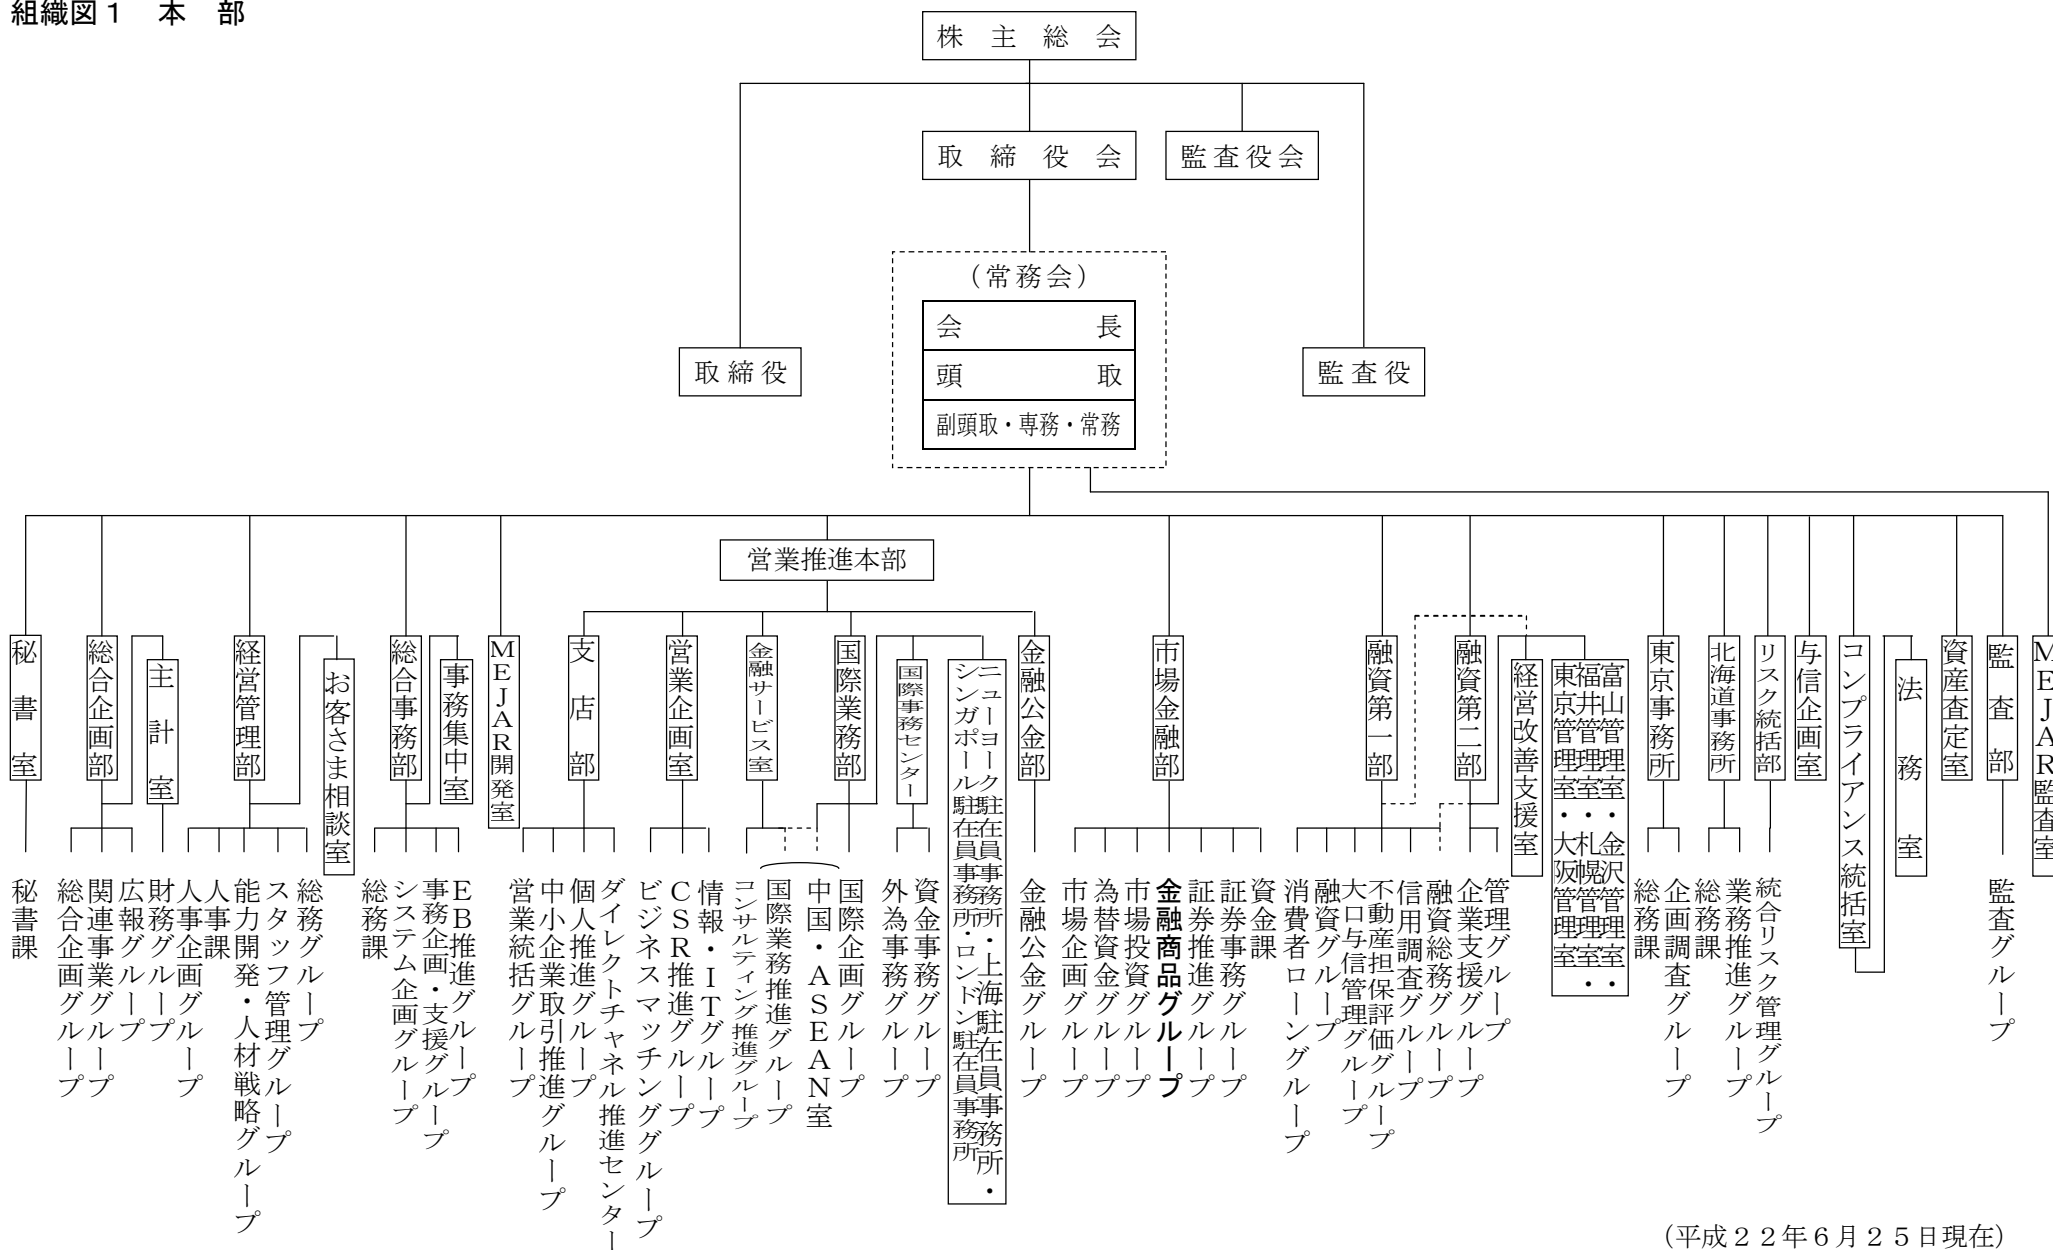 組織図１　本　部
株　主　総　会
取　締　役　会
監査役会
（常務会）
会　長
頭　取
副頭取・専務・常務
取締役
監査役
営業推進本部
秘書室
総合企画部
主計室
経営管理部
お客さま相談室
総合事務部
事務集中室
ＭＥＪＡＲ開発室
支店部
営業企画室
金融サービス室
国際業務部
国際事務センター
ニューヨーク駐在員事務所・上海駐在員事務所・
シンガポール駐在員事務所・ロンドン駐在員事務所
金融公金部
市場金融部
融資第一部
融資第二部
経営改善支援室
富山管理室・金沢管理室・
福井管理室・札幌管理室・
東京管理室・大阪管理室
東京事務所
北海道事務所
リスク統括部
与信企画室
コンプライアンス統括室
法務室
資産査定室
監査部
ＭＥＪＡＲ監査室
秘書課
総合企画グループ
関連事業グループ
広報グループ
財務グループ
人事企画グループ
人事課
能力開発・人材戦略グループ
スタッフ管理グループ
総務グループ
総務課
システム企画グループ
事務企画・支援グループ
ＥＢ推進グループ
営業統括グループ
中小企業取引推進グループ
個人推進グループ
ダイレクトチャネル推進センター
ビジネスマッチンググループ
ＣＳＲ推進グループ
情報・ＩＴグループ
コンサルティング推進グループ
国際業務推進グループ
中国・ＡＳＥＡＮ室
国際企画グループ
外為事務グループ
資金事務グループ
金融公金グループ
市場企画グループ
為替資金グループ
市場投資グループ
金融商品グループ
証券推進グループ
証券事務グループ
資金課
消費者ローングループ
融資グループ
大口与信管理グループ
不動産担保評価グループ
信用調査グループ
融資総務グループ
企業支援グループ
管理グループ
総務課
企画調査グループ
総務課
業務推進グループ
統合リスク管理グループ
監査グループ
（平成２２年６月２５日現在）